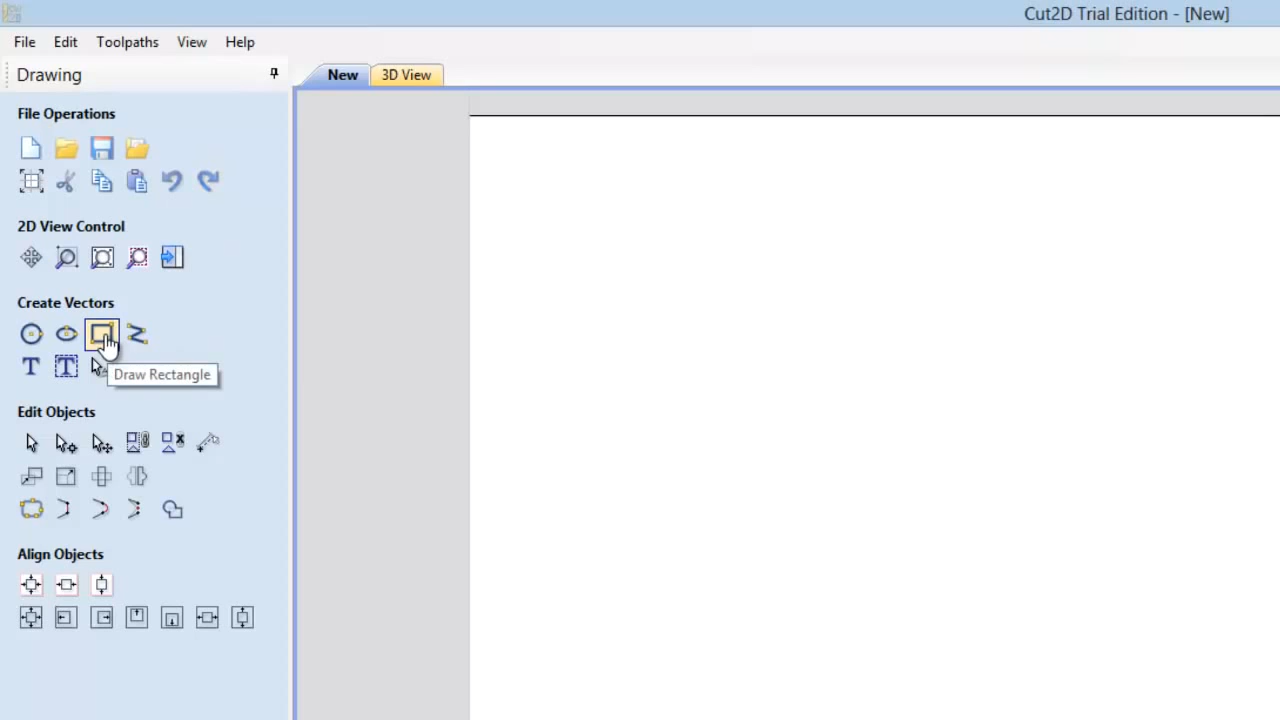 Cut2D Trial Edition - [New]
File Edit Toolpaths View Help
Drawing
New 3D View
File Operations
2D View Control
Create Vectors
T T
Draw Rectangle
Edit Objects
Align Objects